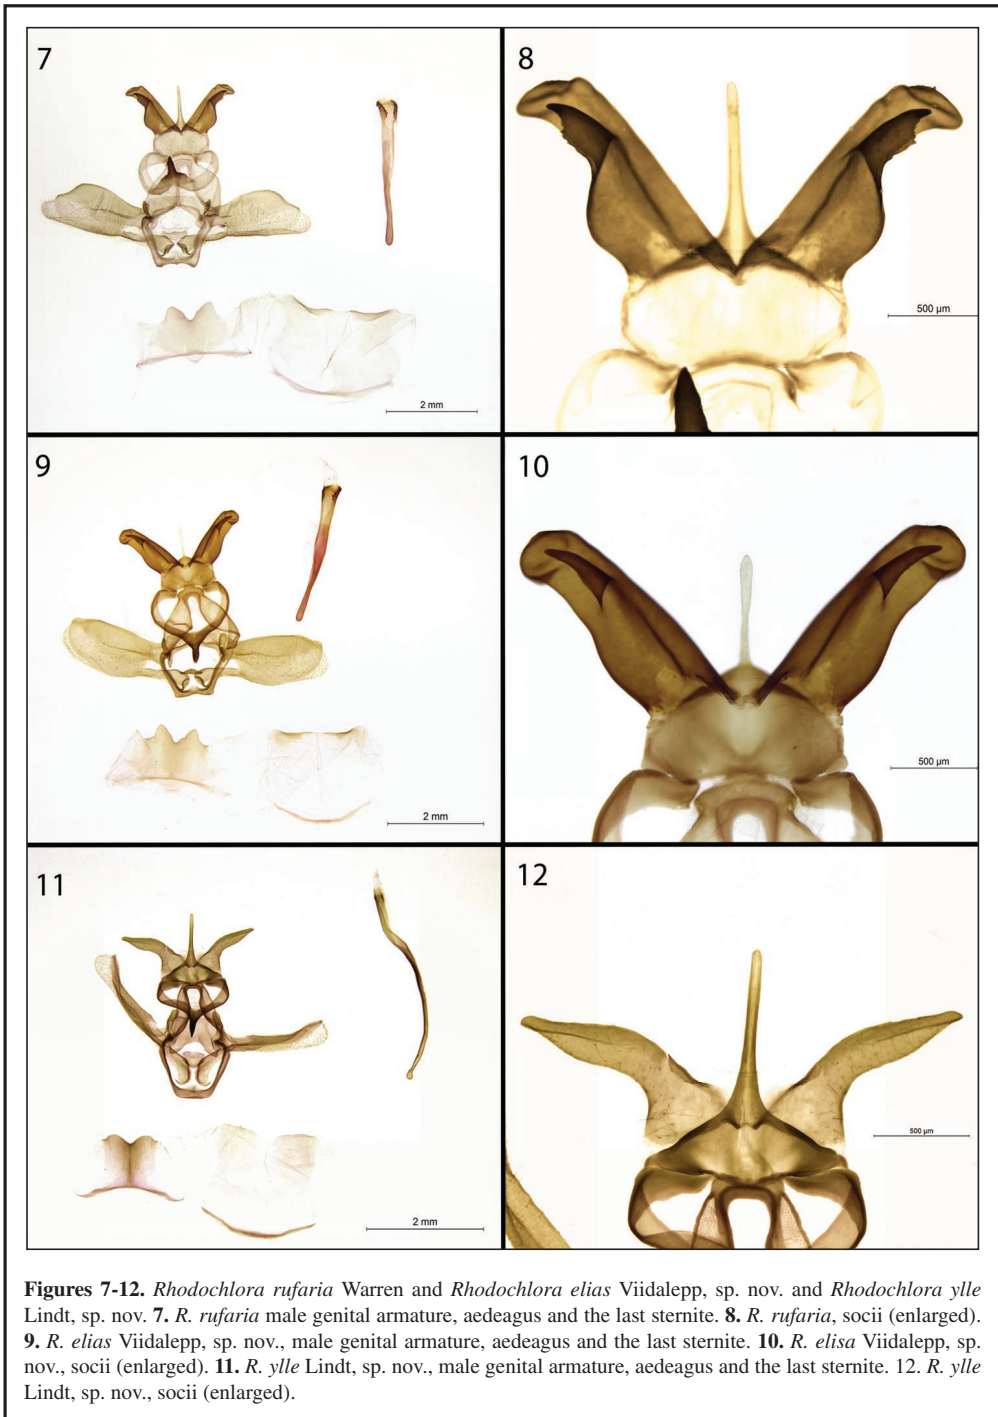 7
8
500 µm
2 mm
9
10
500 µm
2 mm
11
12
500 µm
2 mm
Figures 7-12. Rhodochlora rufaria Warren and Rhodochlora elias Viidalepp, sp. nov. and Rhodochlora ylle
Lindt, sp. nov. 7. R. rufaria male genital armature, aedeagus and the last sternite. 8. R. rufaria, socii (enlarged).
9. R. elias Viidalepp, sp. nov., male genital armature, aedeagus and the last sternite. 10. R. elisa Viidalepp, sp.
nov., socii (enlarged). 11. R. ylle Lindt, sp. nov., male genital armature, aedeagus and the last sternite. 12. R. ylle
Lindt, sp. nov., socii (enlarged).